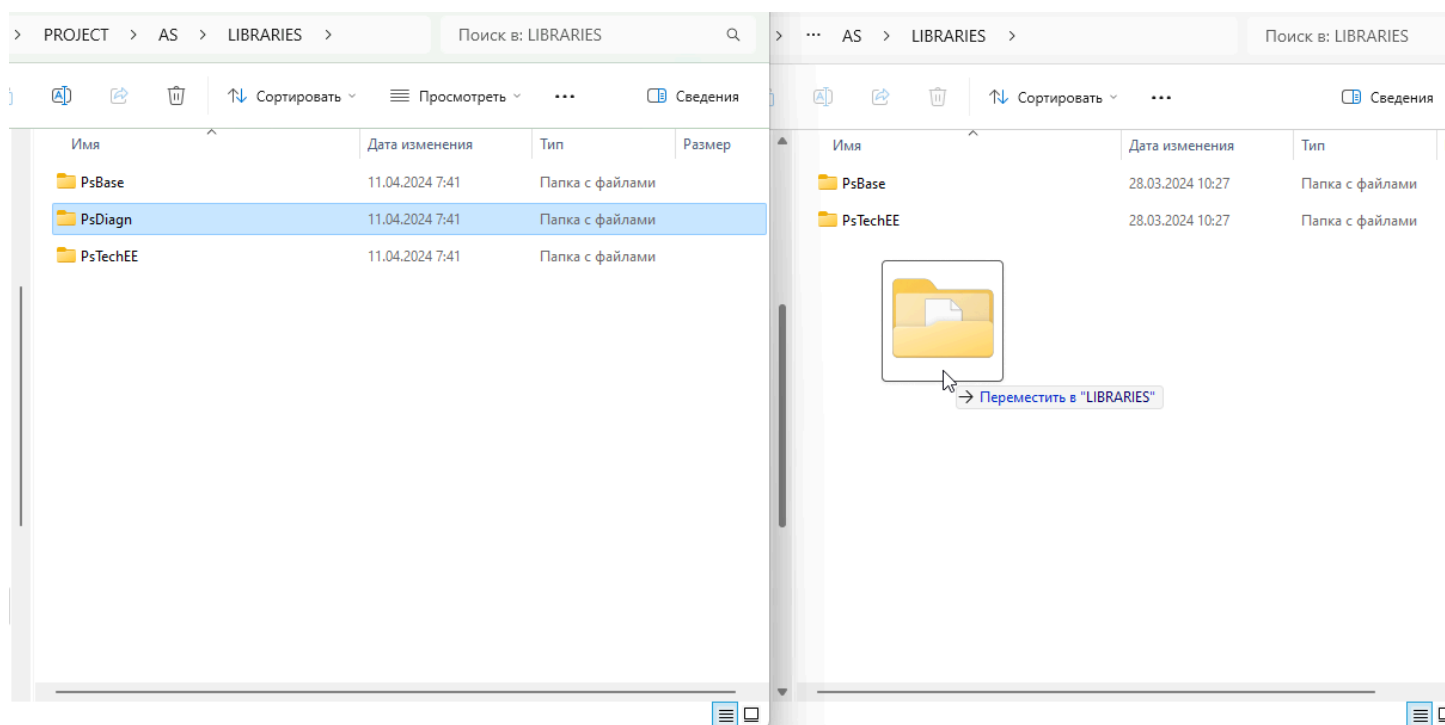 PROJECT > AS > LIBRARIES >
Поиск в: LIBRARIES
Сортировать
Просмотреть
Сведения
Имя Дата изменения Тип Размер
PsBase 11.04.2024 7:41 Папка с файлами
PsDiagn 11.04.2024 7:41 Папка с файлами
PsTechEE 11.04.2024 7:41 Папка с файлами
AS > LIBRARIES >
Поиск в: LIBRARIES
Сортировать
Сведения
Имя Дата изменения Тип
PsBase 28.03.2024 10:27 Папка с файлами
PsTechEE 28.03.2024 10:27 Папка с файлами
→ Переместить в "LIBRARIES"